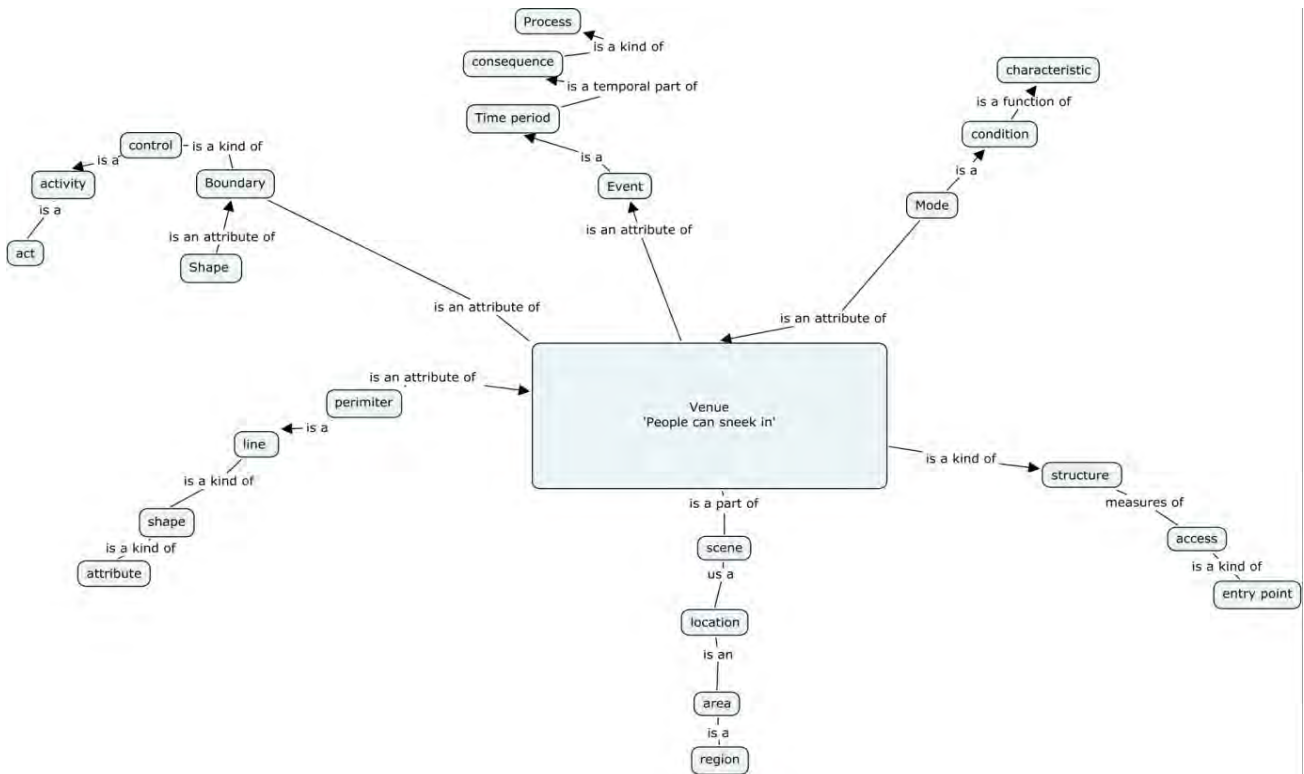 Process
is a kind of
consequence
is a temporal part of
Time period
is a
Event
is an attribute of
characteristic
is a function of
condition
is a
Mode
is an attribute of
control
is a kind of
is a
activity
Boundary
is a
is an attribute of
act
Shape
is an attribute of
is an attribute of
perimiter
is a
line
is a kind of
shape
is a kind of
attribute
Venue
'People can sneek in'
is a kind of
structure
measures of
access
is a kind of
entry point
is a part of
scene
us a
location
is an
area
is a
region